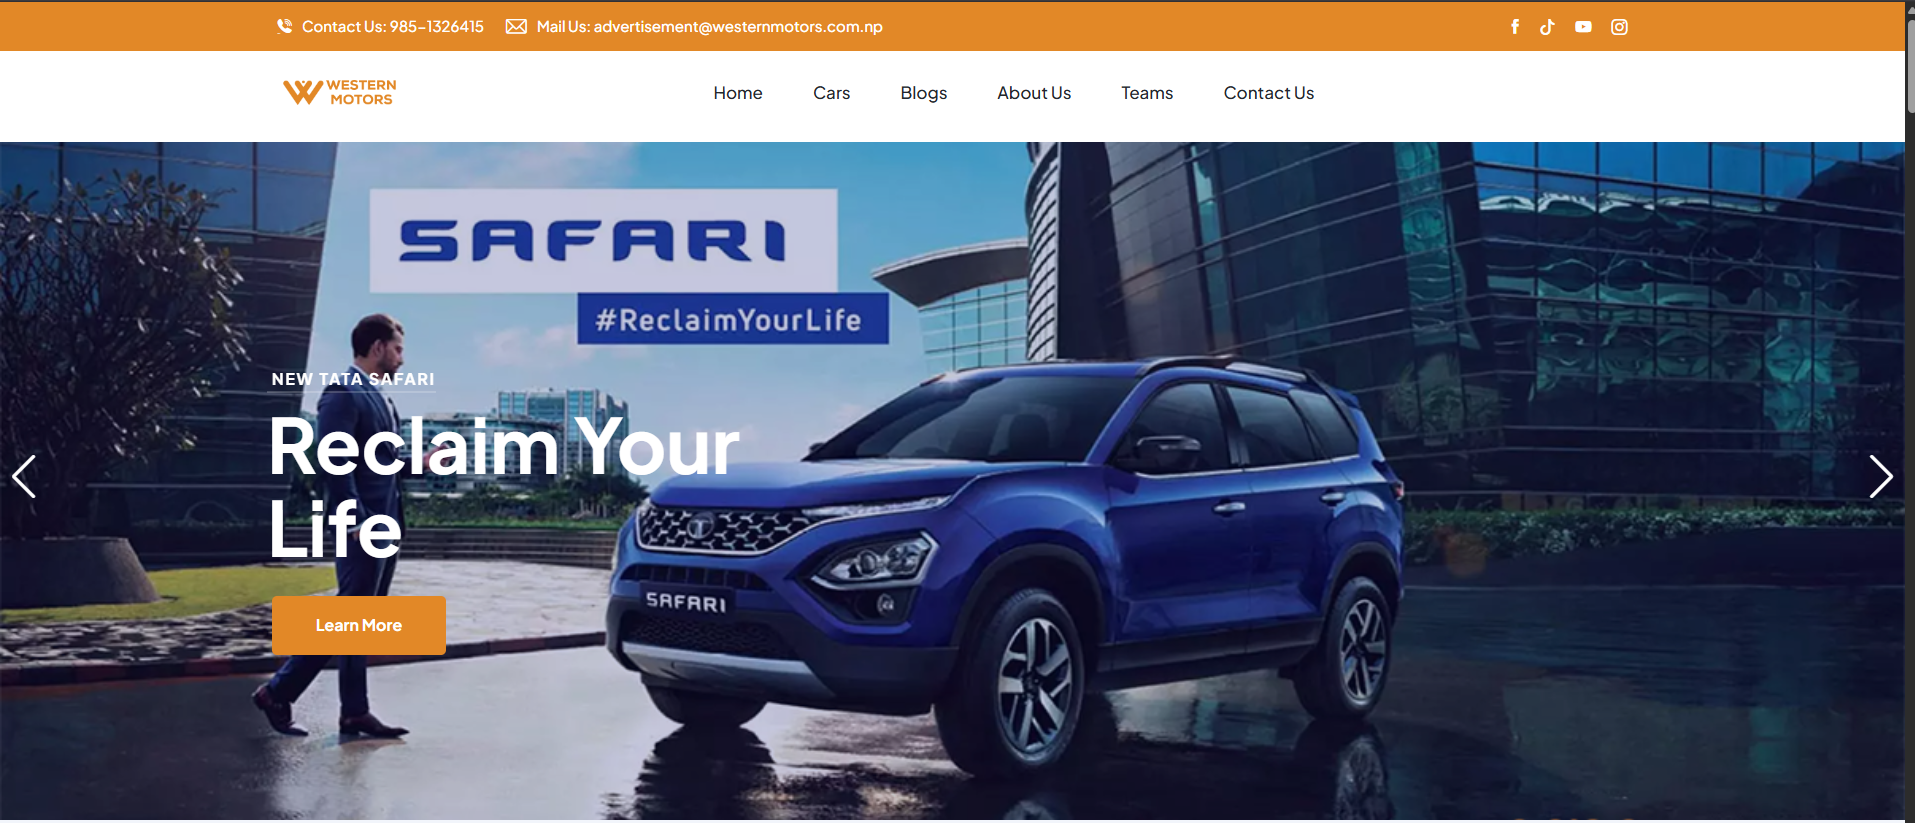 Contact Us: 985-1326415
Mail Us: advertisement@westernmotors.com.np
WESTERN
MOTORS
Home
Cars
Blogs
About Us
Teams
Contact Us
SAFARI
#ReclaimYourLife
NEW TATA SAFARI
Reclaim Your
Life
SAFARI
Learn More